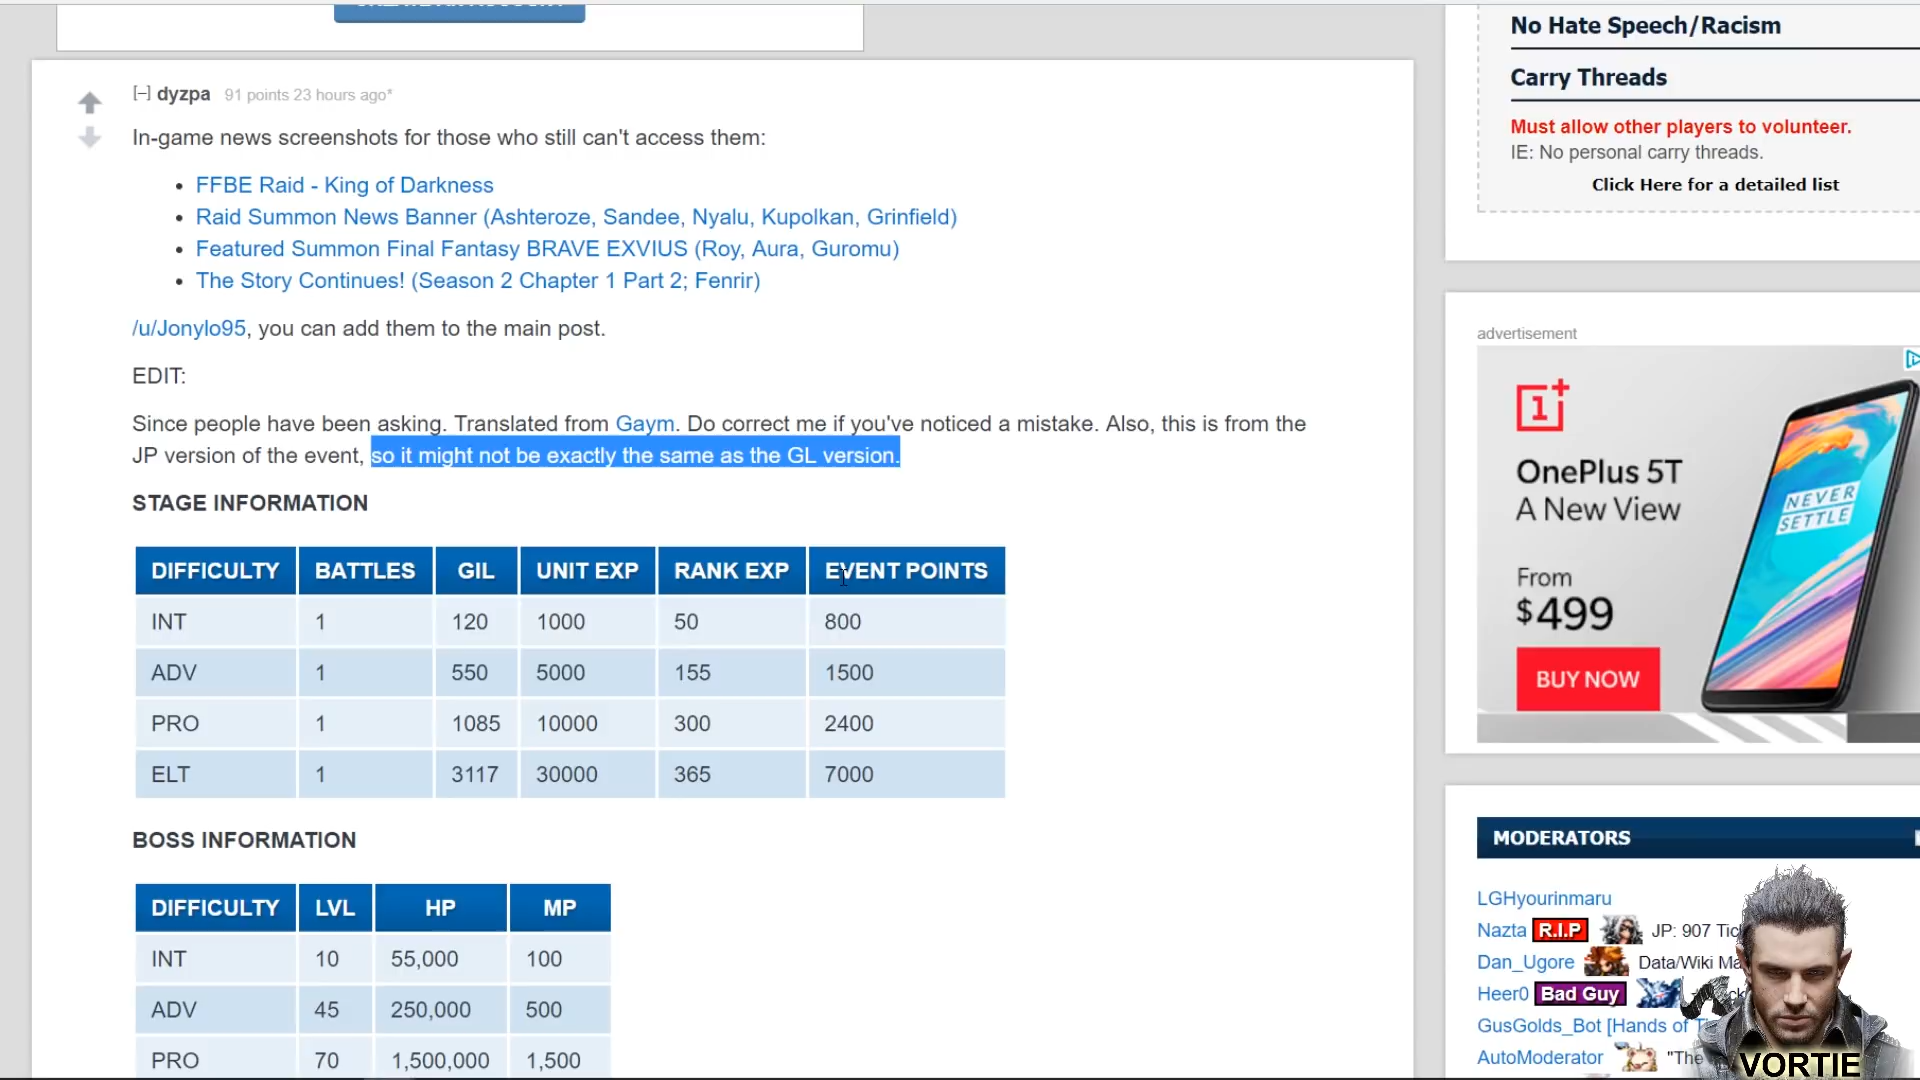 [–] dyzpa 91 points 23 hours ago*
In-game news screenshots for those who still can't access them:
• FFBE Raid - King of Darkness
• Raid Summon News Banner (Ashteroze, Sandee, Nyalu, Kupolkan, Grinfield)
• Featured Summon Final Fantasy BRAVE EXVIUS (Roy, Aura, Guromu)
• The Story Continues! (Season 2 Chapter 1 Part 2; Fenrir)
/u/Jonylo95, you can add them to the main post.
EDIT:
Since people have been asking. Translated from Gaym. Do correct me if you've noticed a mistake. Also, this is from the
JP version of the event, so it might not be exactly the same as the GL version.
STAGE INFORMATION
DIFFICULTY BATTLES GIL UNIT EXP RANK EXP EVENT POINTS
INT 1 120 1000 50 800
ADV 1 550 5000 155 1500
PRO 1 1085 10000 300 2400
ELT 1 3117 30000 365 7000
BOSS INFORMATION
DIFFICULTY LVL HP MP
INT 10 55,000 100
ADV 45 250,000 500
PRO 70 1,500,000 1,500
No Hate Speech/Racism
Carry Threads
Must allow other players to volunteer.
IE: No personal carry threads.
Click Here for a detailed list
advertisement
OnePlus 5T
A New View
NEVER
SETTLE
From
$499
BUY NOW
MODERATORS
LGHyourinmaru
Nazta R.I.P JP: 907
Dan_Ugore Data/Wiki
Heer0 Bad Guy
GusGolds_Bot [Hands of
AutoModerator "The
VORTIE